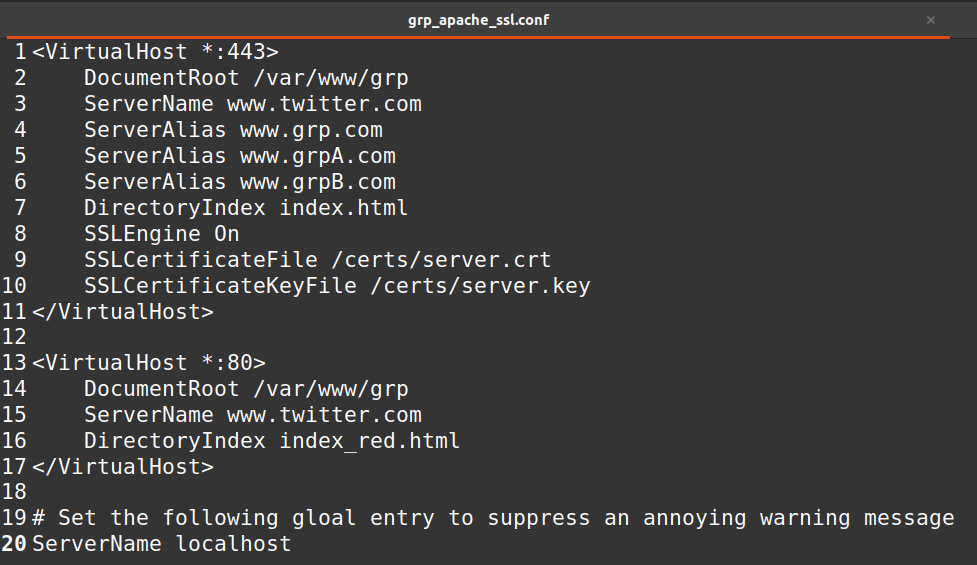 grp_apache_ssl.conf ×
1 <VirtualHost *:443>
2 DocumentRoot /var/www/grp
3 ServerName www.twitter.com
4 ServerAlias www.grp.com
5 ServerAlias www.grpA.com
6 ServerAlias www.grpB.com
7 DirectoryIndex index.html
8 SSLEngine On
9 SSLCertificateFile /certs/server.crt
10 SSLCertificateKeyFile /certs/server.key
11 </VirtualHost>
12
13 <VirtualHost *:80>
14 DocumentRoot /var/www/grp
15 ServerName www.twitter.com
16 DirectoryIndex index_red.html
17 </VirtualHost>
18
19 # Set the following gloal entry to suppress an annoying warning message
20 ServerName localhost